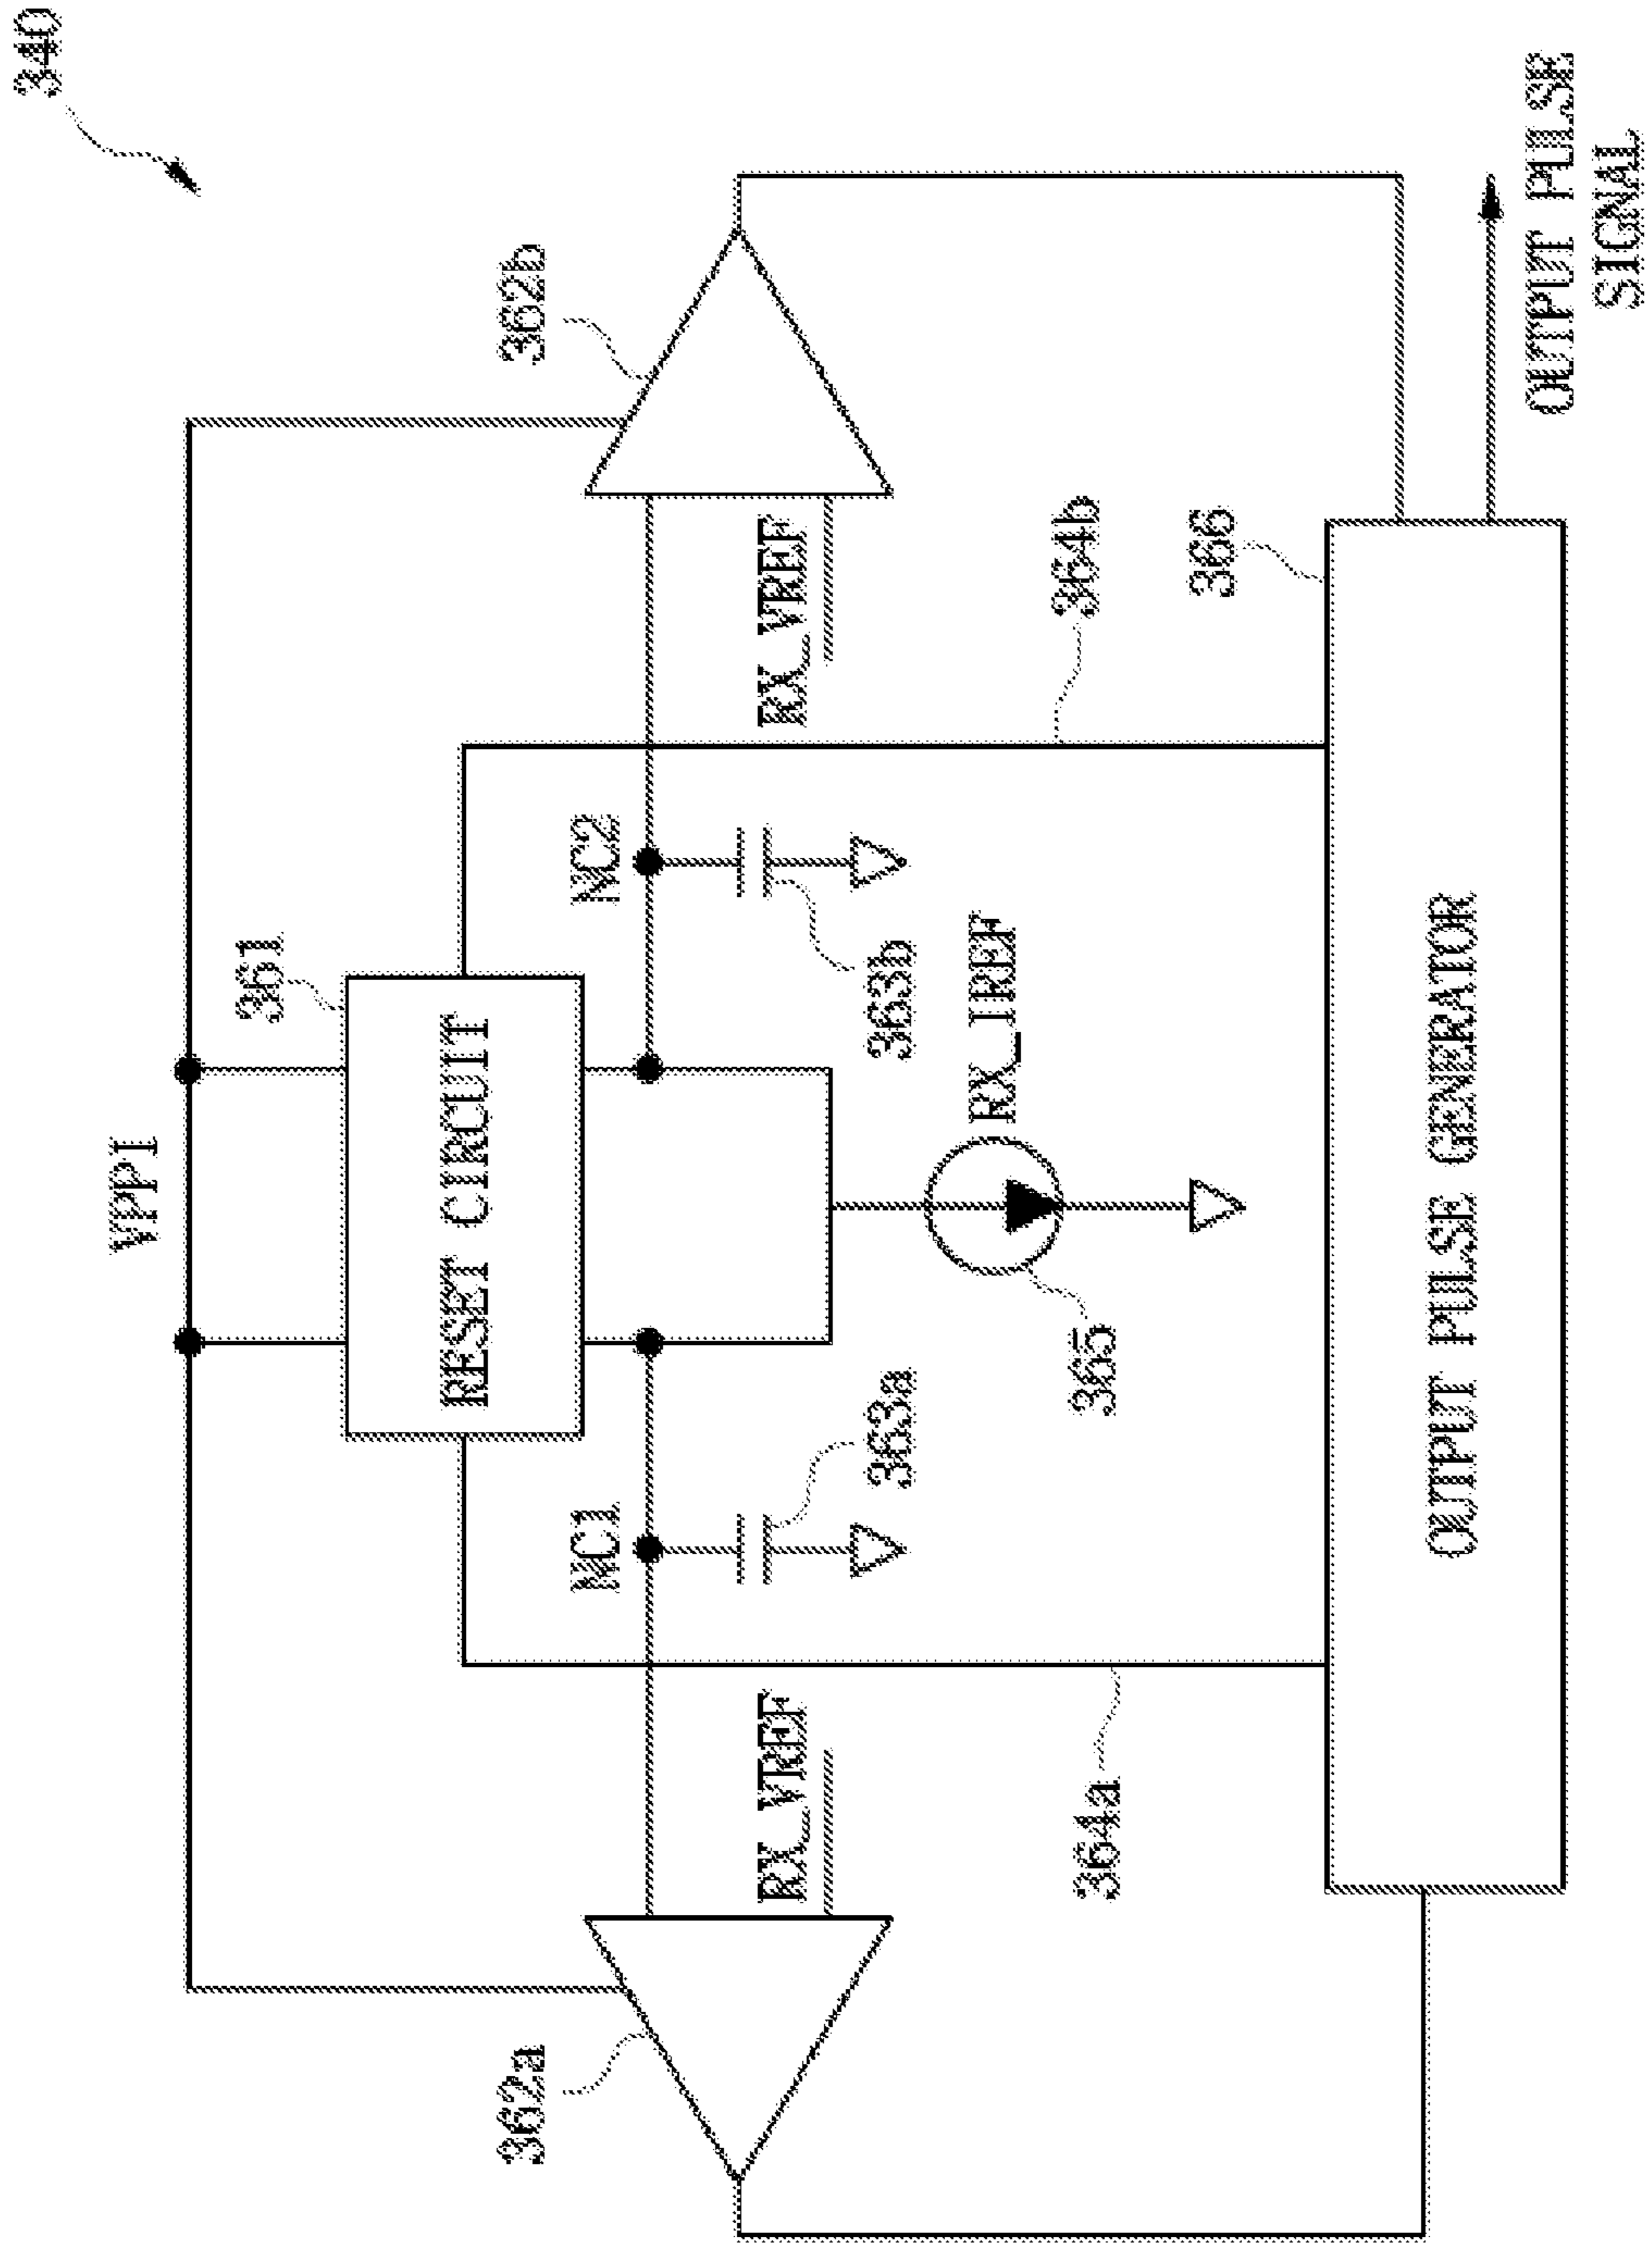 340
VPP1
361
RESET CIRCUIT
362a
362b
NC1
NC2
RX_VREF
RX_VREF
363a
363b
RX_IREF
365
364a
364b
366
OUTPUT PULSE GENERATOR
OUTPUT PULSE
SIGNAL